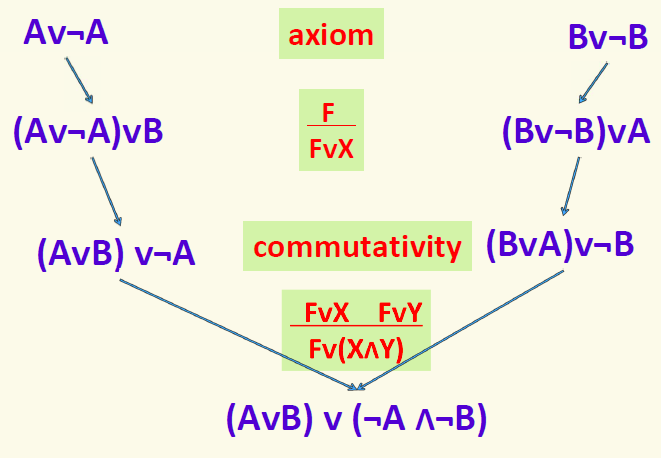 Av¬A axiom Bv¬B
F
(Av¬A)vB FvX (Bv¬B)vA
(AvB) v¬A commutativity (BvA)v¬B
FvX FvY
Fv(X∧Y)
(AvB) v (¬A ∧¬B)